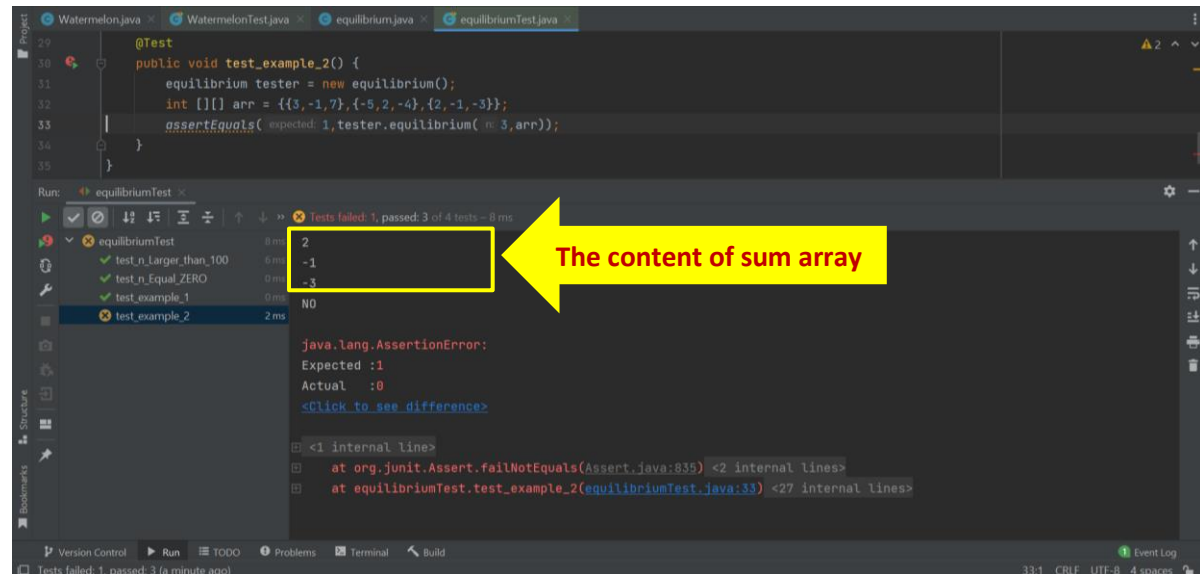 Project
Watermelon.java × WatermelonTest.java × equilibrium.java × equilibriumTest.java ×
29 @Test
30 public void test_example_2() {
31 equilibrium tester = new equilibrium();
32 int [][] arr = {{3,-1,7},{-5,2,-4},{2,-1,-3}};
33 assertEquals( expected: 1,tester.equilibrium( n: 3,arr));
34 }
35 }
2
Run: equilibriumTest ×
Tests failed: 1, passed: 3 of 4 tests – 8 ms
equilibriumTest 8 ms
test_n_Larger_than_100 6 ms
test_n_Equal_ZERO 0 ms
test_example_1 0 ms
test_example_2 2 ms
2
-1
-3
NO
The content of sum array
java.lang.AssertionError:
Expected :1
Actual :0
<Click to see difference>
<1 internal line>
at org.junit.Assert.failNotEquals(Assert.java:835) <2 internal lines>
at equilibriumTest.test_example_2(equilibriumTest.java:33) <27 internal lines>
Structure
Bookmarks
Version Control Run TODO Problems Terminal Build 1 Event Log
Tests failed: 1, passed: 3 (a minute ago) 33:1 CRLF UTF-8 4 spaces